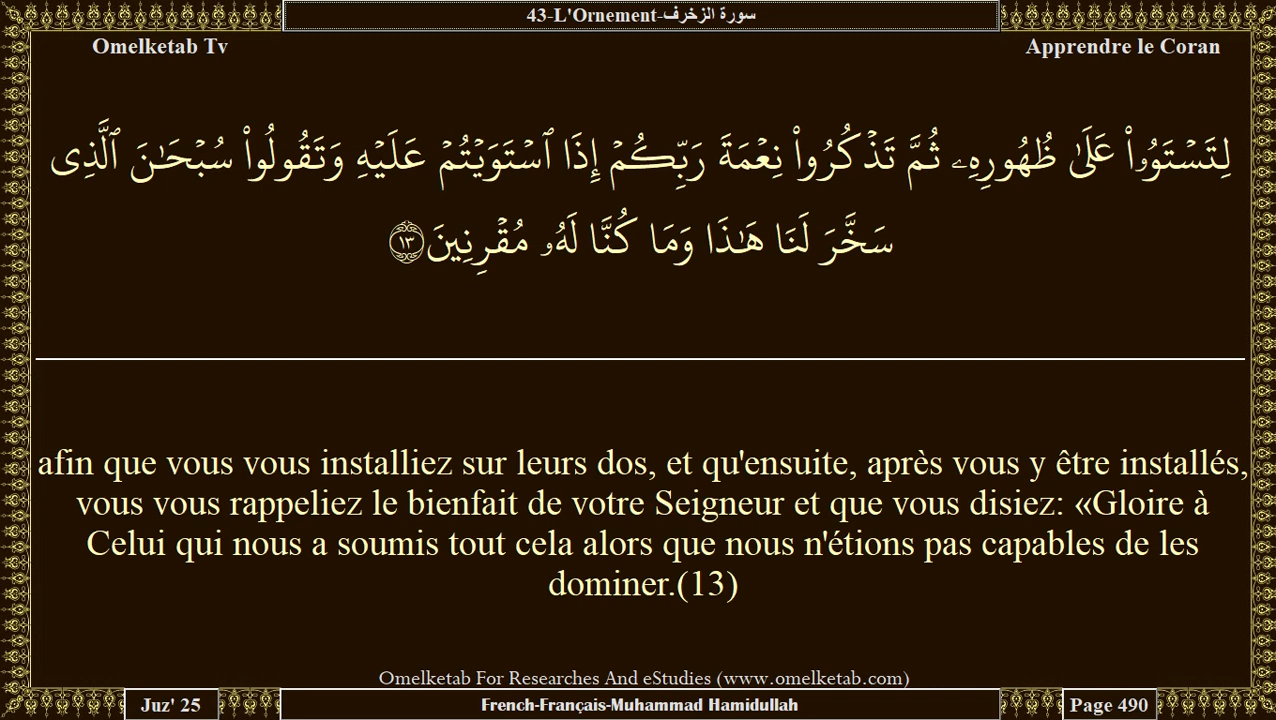 43-L'Ornement-سورة الزخرف
Omelketab Tv
Apprendre le Coran
لِتَسْتَوُۥا۟ عَلَىٰ ظُهُورِهِۦ ثُمَّ تَذْكُرُوا۟ نِعْمَةَ رَبِّكُمْ إِذَا ٱسْتَوَيْتُمْ عَلَيْهِ وَتَقُولُوا۟ سُبْحَـٰنَ ٱلَّذِى
سَخَّرَ لَنَا هَـٰذَا وَمَا كُنَّا لَهُۥ مُقْرِنِينَ ﴿١٣﴾
afin que vous vous installiez sur leurs dos, et qu'ensuite, après vous y être installés,
vous vous rappeliez le bienfait de votre Seigneur et que vous disiez: «Gloire à
Celui qui nous a soumis tout cela alors que nous n'étions pas capables de les
dominer.(13)
Omelketab For Researches And eStudies (www.omelketab.com)
Juz' 25
French-Français-Muhammad Hamidullah
Page 490